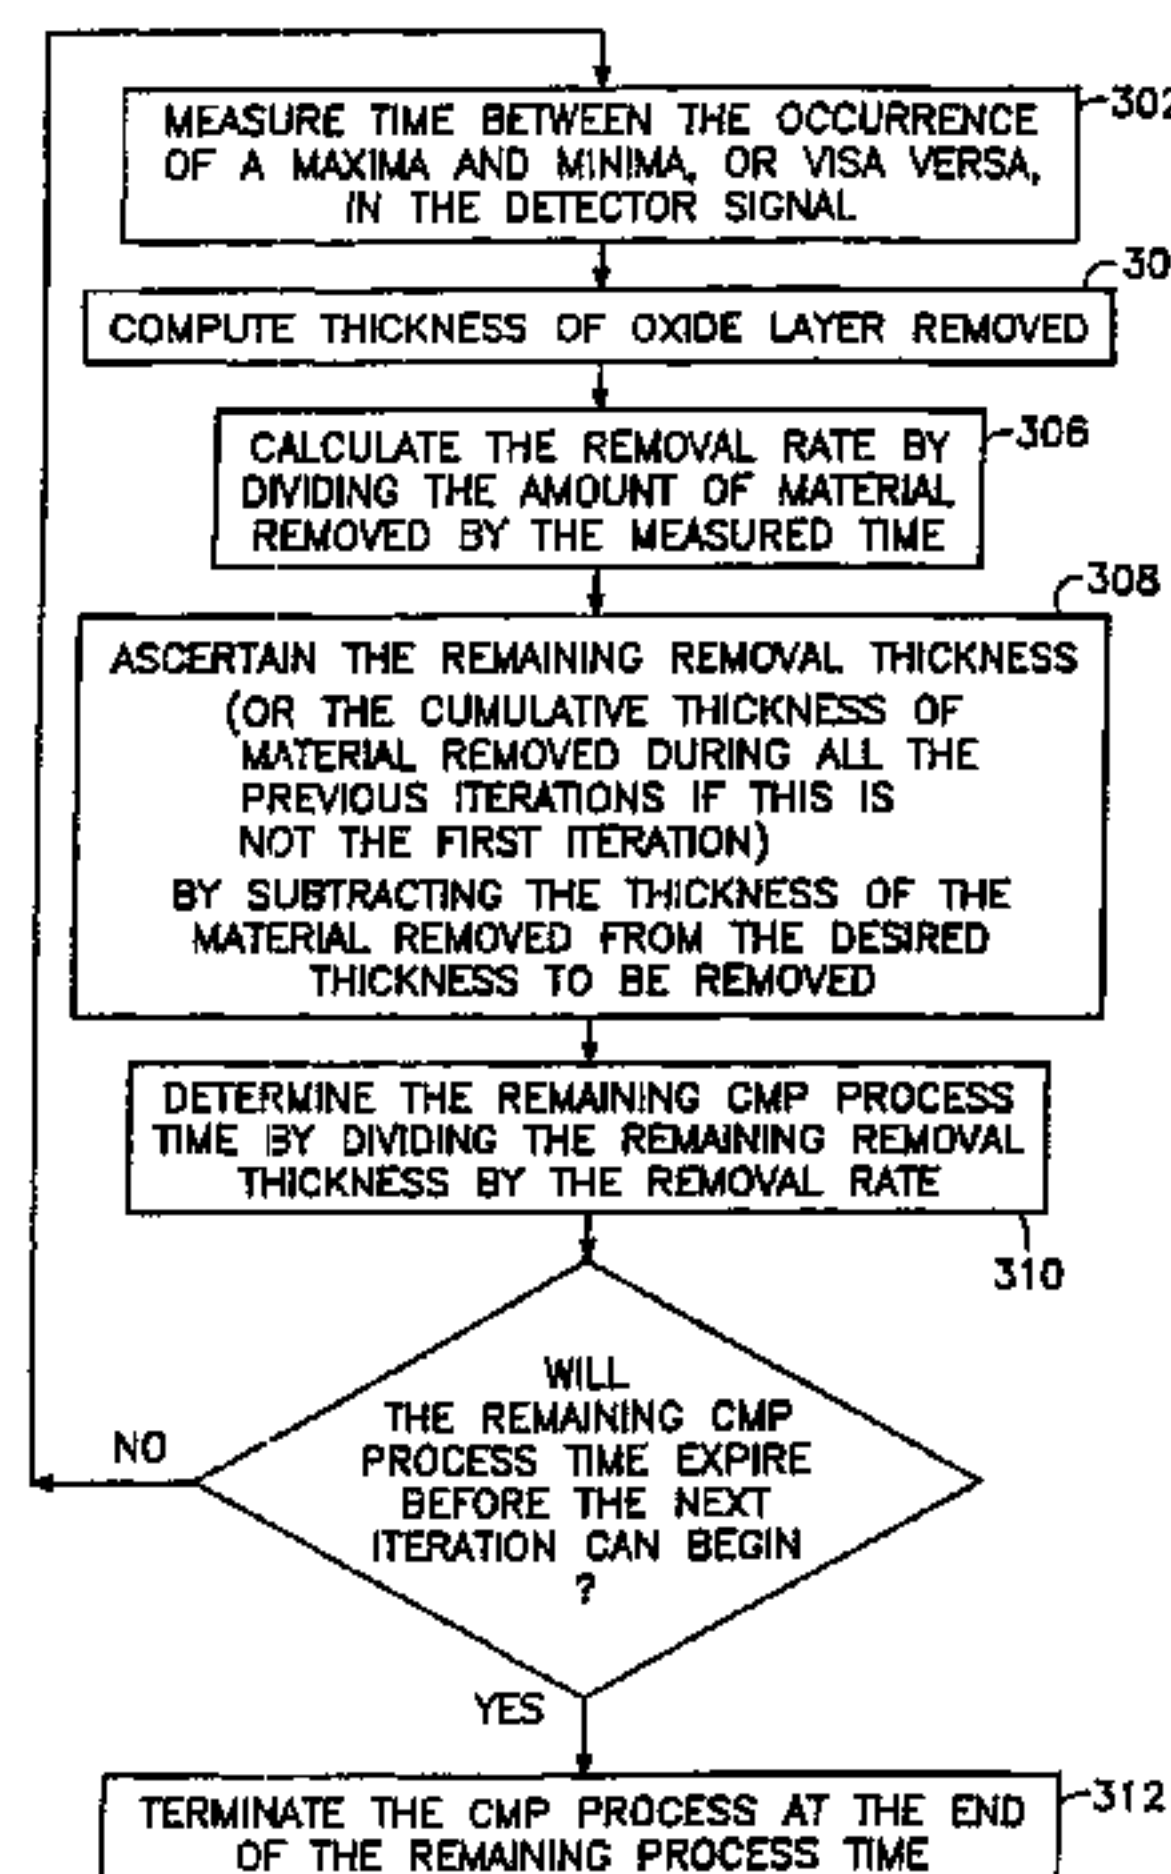 MEASURE TIME BETWEEN THE OCCURRENCE
OF A MAXIMA AND MINIMA, OR VISA VERSA,
IN THE DETECTOR SIGNAL
302
COMPUTE THICKNESS OF OXIDE LAYER REMOVED
30
CALCULATE THE REMOVAL RATE BY
DIVIDING THE AMOUNT OF MATERIAL
REMOVED BY THE MEASURED TIME
306
308
ASCERTAIN THE REMAINING REMOVAL THICKNESS
(OR THE CUMULATIVE THICKNESS OF
MATERIAL REMOVED DURING ALL THE
PREVIOUS ITERATIONS IF THIS IS
NOT THE FIRST ITERATION)
BY SUBTRACTING THE THICKNESS OF THE
MATERIAL REMOVED FROM THE DESIRED
THICKNESS TO BE REMOVED
DETERMINE THE REMAINING CMP PROCESS
TIME BY DIVIDING THE REMAINING REMOVAL
THICKNESS BY THE REMOVAL RATE
310
WILL
THE REMAINING CMP
PROCESS TIME EXPIRE
BEFORE THE NEXT
ITERATION CAN BEGIN
?
NO
YES
TERMINATE THE CMP PROCESS AT THE END
OF THE REMAINING PROCESS TIME
312